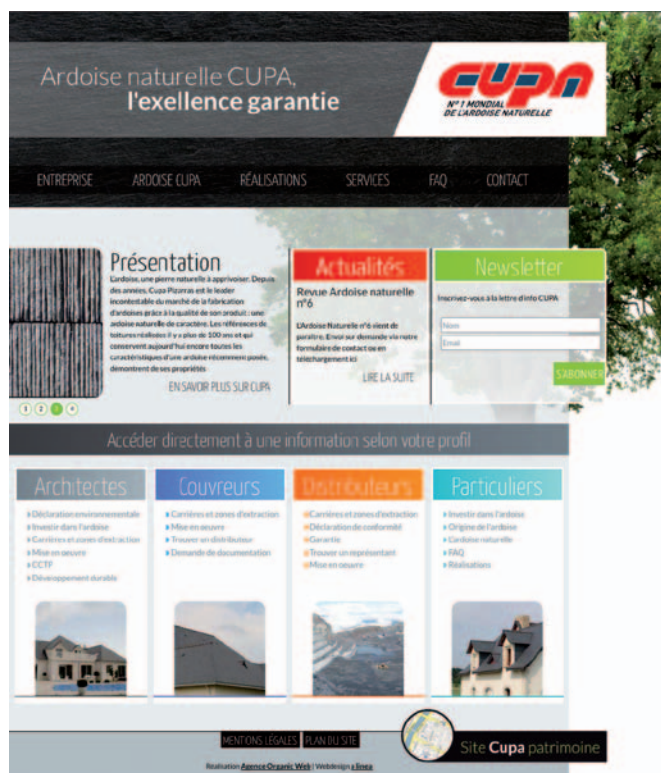 Ardoise naturelle CUPA,
l'exellence garantie
CUPA
N°1 MONDIAL
DE L'ARDOISE NATURELLE
ENTREPRISE ARDOISE CUPA RÉALISATIONS SERVICES FAQ CONTACT
Présentation
L'ardoise, une pierre naturelle à apprivoiser. Depuis
des années, Cupa Pizarras est le leader
incontestable du marché de la fabrication
d'ardoises grâce à la qualité de son produit : une
ardoise naturelle de caractère. Les références de
toitures réalisées il y a plus de 100 ans et qui
conservent aujourd'hui encore toutes les
caractéristiques d'une ardoise récemment posée,
démontrent de ses propriétés
EN SAVOIR PLUS SUR CUPA
1 2 3 4
Actualités
Revue Ardoise naturelle
n°6
L'Ardoise Naturelle n°6 vient de
paraître. Envoi sur demande via notre
formulaire de contact ou en
téléchargement ici
LIRE LA SUITE
Newsletter
Inscrivez-vous à la lettre d'info CUPA
Nom
Email
S'ABONNER
Accéder directement à une information selon votre profil
Architectes
Déclaration environnementale
Investir dans l'ardoise
Carrières et zones d'extraction
Mise en oeuvre
CCTF
Développement durable
Couvreurs
Carrières et zones d'extraction
Mise en oeuvre
Trouver un distributeur
Demande de documentation
Distributeurs
Carrières et zones d'extraction
Déclaration de conformité
Garantie
Trouver un représentant
Mise en oeuvre
Particuliers
Investir dans l'ardoise
Origine de l'ardoise
L'ardoise naturelle
FAQ
Réalisations
MENTIONS LÉGALES PLAN DU SITE
Site Cupa patrimoine
Réalisation Agence Organic Web | Webdesign a linea